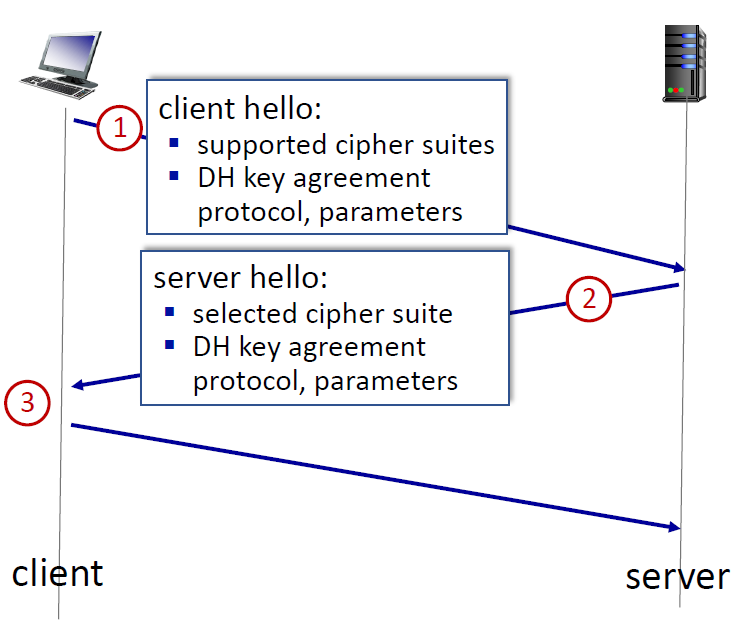 1
client hello:
▪ supported cipher suites
▪ DH key agreement
protocol, parameters
server hello:
2
▪ selected cipher suite
▪ DH key agreement
protocol, parameters
3
client
server